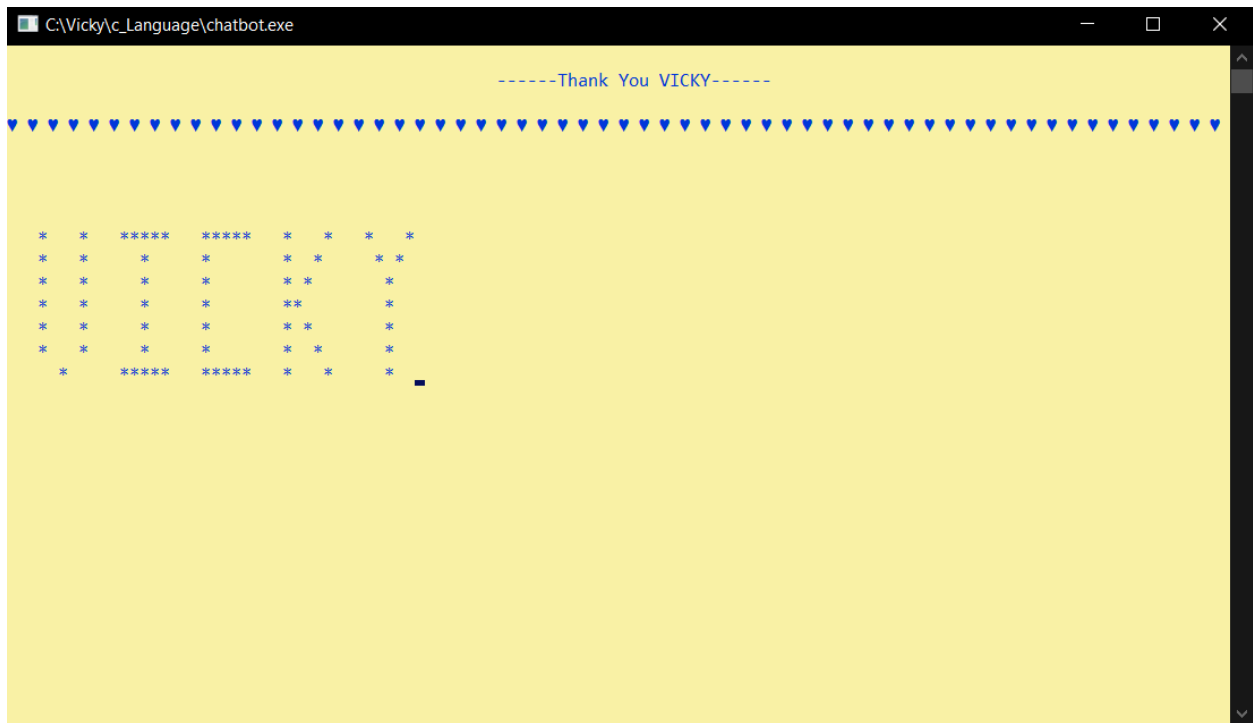 C:\Vicky\c_Language\chatbot.exe
------Thank You VICKY------
♥ ♥ ♥ ♥ ♥ ♥ ♥ ♥ ♥ ♥ ♥ ♥ ♥ ♥ ♥ ♥ ♥ ♥ ♥ ♥ ♥ ♥ ♥ ♥ ♥ ♥ ♥ ♥ ♥ ♥ ♥ ♥ ♥ ♥ ♥ ♥ ♥ ♥ ♥ ♥ ♥ ♥ ♥ ♥ ♥ ♥ ♥ ♥ ♥ ♥ ♥ ♥ ♥ ♥ ♥ ♥ ♥ ♥ ♥ ♥
   *   *   *****   *****   *   *   *   *
   *   *     *     *       *  *     * *
   *   *     *     *       * *       *
   *   *     *     *       **        *
   *   *     *     *       * *       *
   *   *     *     *       *  *      *
     *     *****   *****   *   *     *